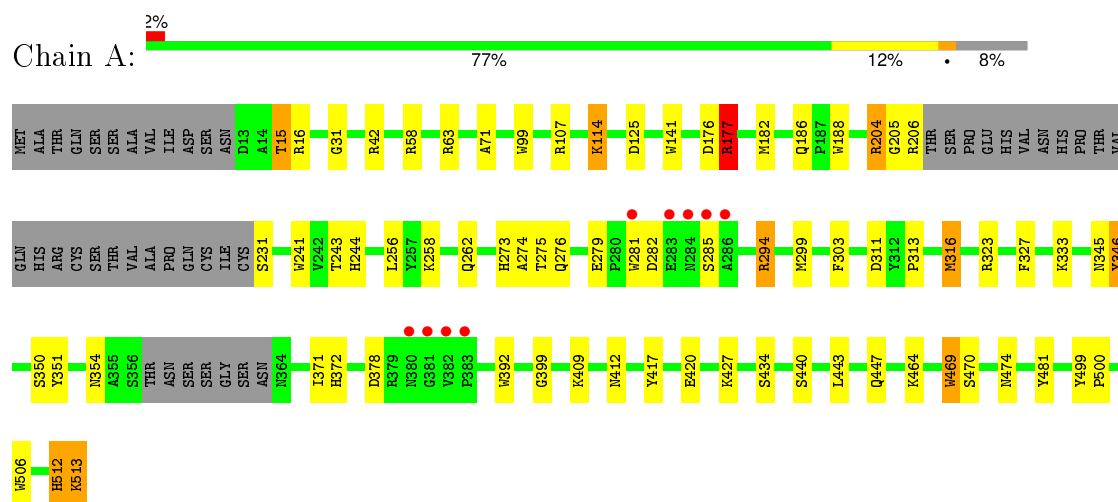 2%
Chain A:
77% 12% • 8%
MET ALA THR GLN SER SER ALA VAL ILE ASP SER ASN D13 A14 T15 R16 G31 R42 R58 R63 A71 W99 R107 K114 D125 W141 D176 R177 M182 Q186 P187 W188 R204 G205 R206 THR SER PRO GLU HIS VAL ASN HIS PRO THR VAL
GLN HIS ARG CYS SER THR VAL ALA PRO GLN CYS ILE CYS S231 W241 V242 T243 H244 L256 Y257 K258 Q262 H273 A274 T275 Q276 E279 P280 W281 D282 E283 N284 S285 A286 R294 M299 F303 D311 Y312 P313 M316 R323 F327 K333 N345 Y346
S350 Y351 N354 A355 S356 THR ASN SER SER GLY SER ASN N364 I371 H372 D378 R379 N380 G381 V382 P383 W392 G399 K409 N412 Y417 E420 K427 S434 S440 L443 Q447 K464 W469 S470 N474 Y481 Y499 P500
W506 H512 K513